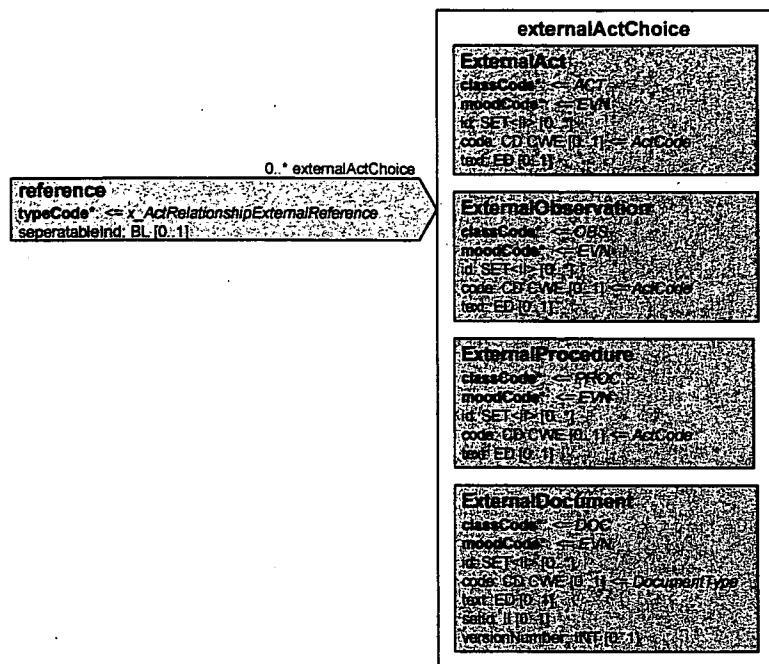 externalActChoice
ExternalAct
classCode* <= ACT
moodCode* <= EVN
id: SET<II> [0..*]
code: CD CWE [0..1] <= ActCode
text: ED [0..1]
0..* externalActChoice
reference
typeCode* <= x_ActRelationshipExternalReference
seperatableInd: BL [0..1]
ExternalObservation
classCode* <= OBS
moodCode* <= EVN
id: SET<II> [0..*]
code: CD CWE [0..1] <= ActCode
text: ED [0..1]
ExternalProcedure
classCode* <= PROC
moodCode* <= EVN
id: SET<II> [0..*]
code: CD CWE [0..1] <= ActCode
text: ED [0..1]
ExternalDocument
classCode* <= DOC
moodCode* <= EVN
id: SET<II> [0..*]
code: CD CWE [0..1] <= DocumentType
text: ED [0..1]
setId: II [0..1]
versionNumber: INT [0..1]